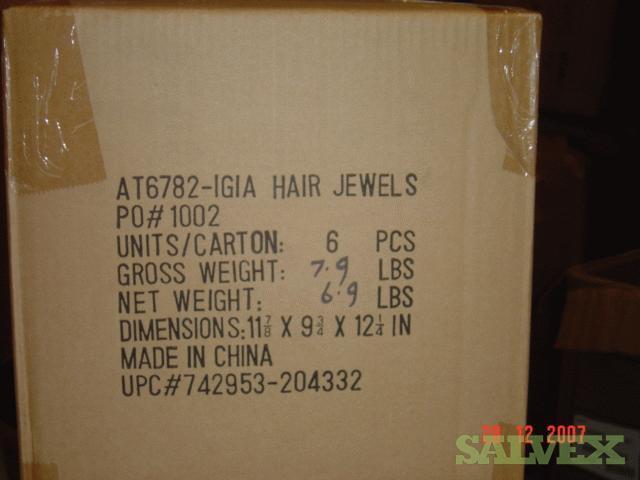 AT6782-IGIA HAIR JEWELS
PO# 1002
UNITS/CARTON: 6 PCS
GROSS WEIGHT: 7.9 LBS
NET WEIGHT: 6.9 LBS
DIMENSIONS: 11 7/8 X 9 3/4 X 12 1/4 IN
MADE IN CHINA
UPC#742953-204332
12 2007
SALVEX